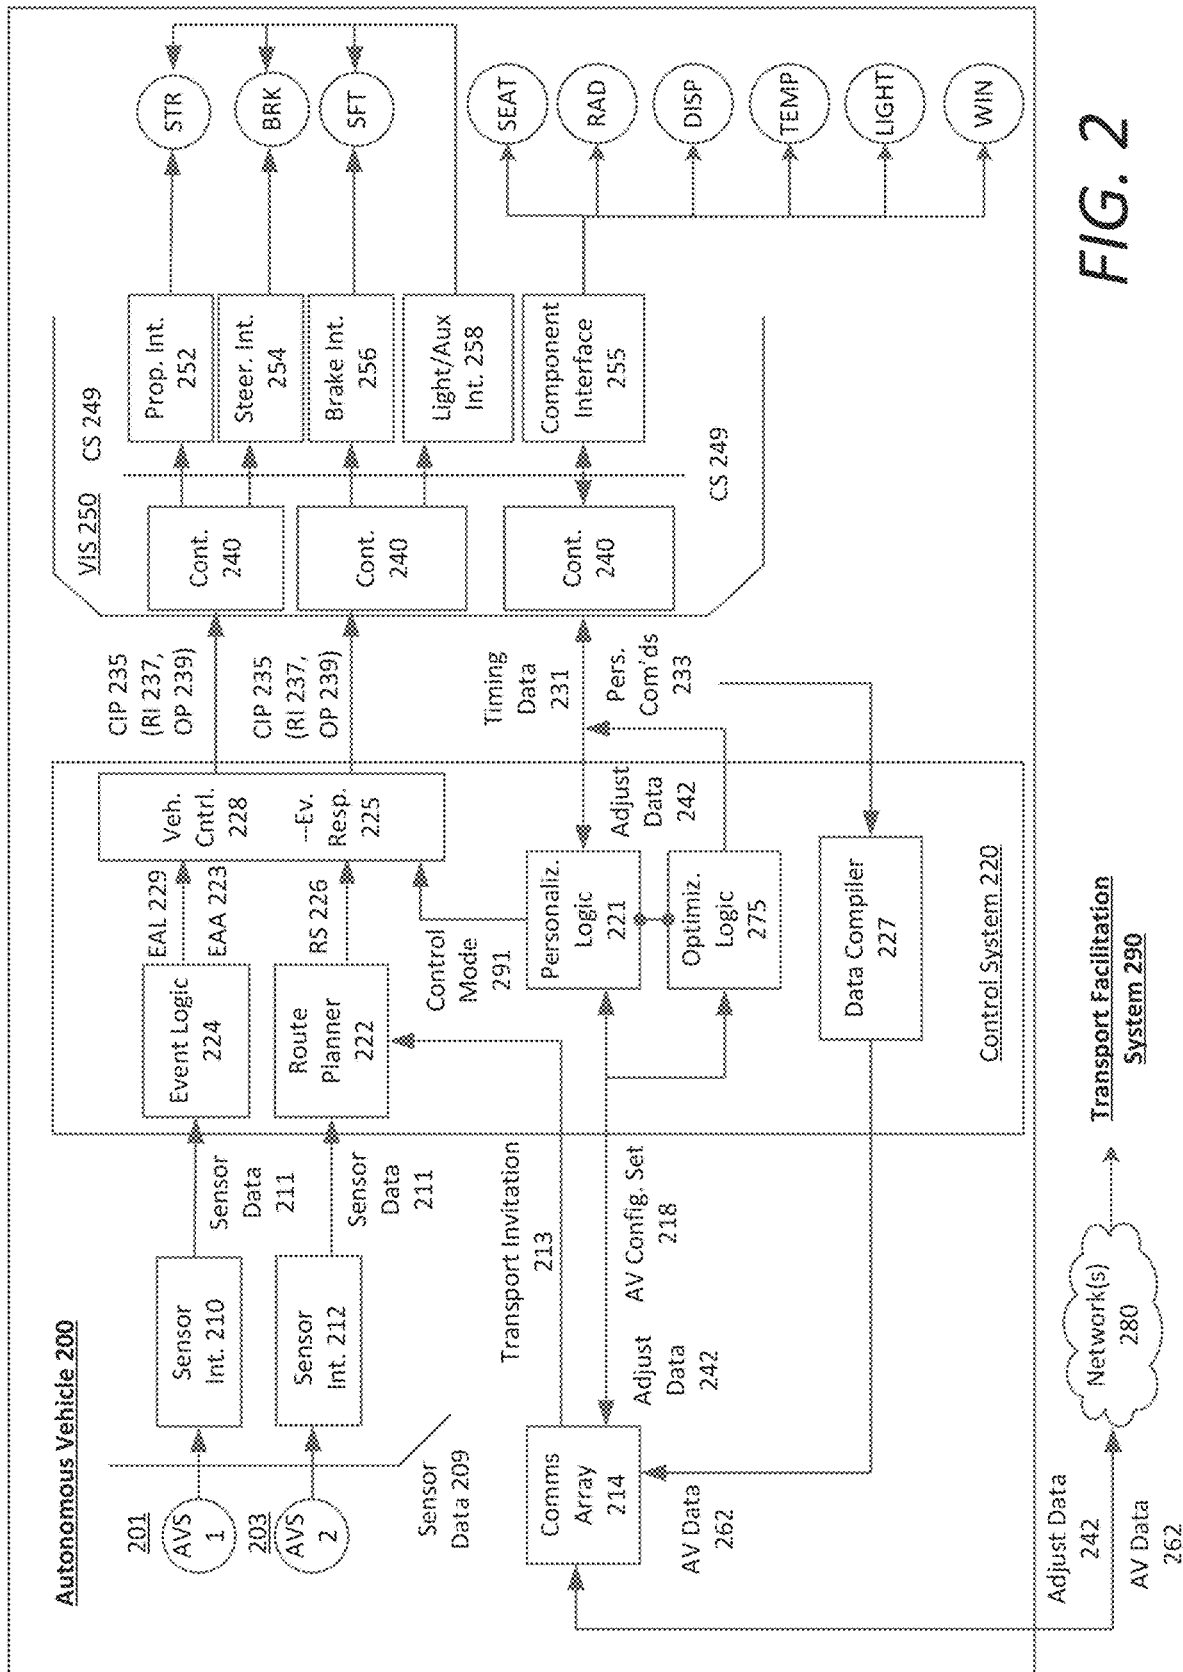 Autonomous Vehicle 200
201
AVS
1
203
AVS
2
Sensor
Data 209
Sensor
Int. 210
Sensor
Int. 212
Sensor
Data
211
Sensor
Data
211
Event Logic
224
Route
Planner
222
EAL 229
EAA 223
RS 226
Veh.
Cntrl.
228
--Ev.
Resp.
225
CIP 235
(RI 237,
OP 239)
CIP 235
(RI 237,
OP 239)
VIS 250
CS 249
Cont.
240
Cont.
240
Cont.
240
CS 249
Prop. Int.
252
Steer. Int.
254
Brake Int.
256
Light/Aux
Int. 258
Component
Interface
255
STR
BRK
SFT
SEAT
RAD
DISP
TEMP
LIGHT
WIN
Comms
Array
214
Transport Invitation
213
AV Config. Set
218
Adjust
Data
242
AV Data
262
Control
Mode
291
Personaliz.
Logic
221
Optimiz.
Logic
275
Adjust
Data
242
Timing
Data
231
Pers.
Com'ds
233
Data Compiler
227
Control System 220
Adjust Data
242
AV Data
262
Network(s)
280
Transport Facilitation
System 290
FIG. 2